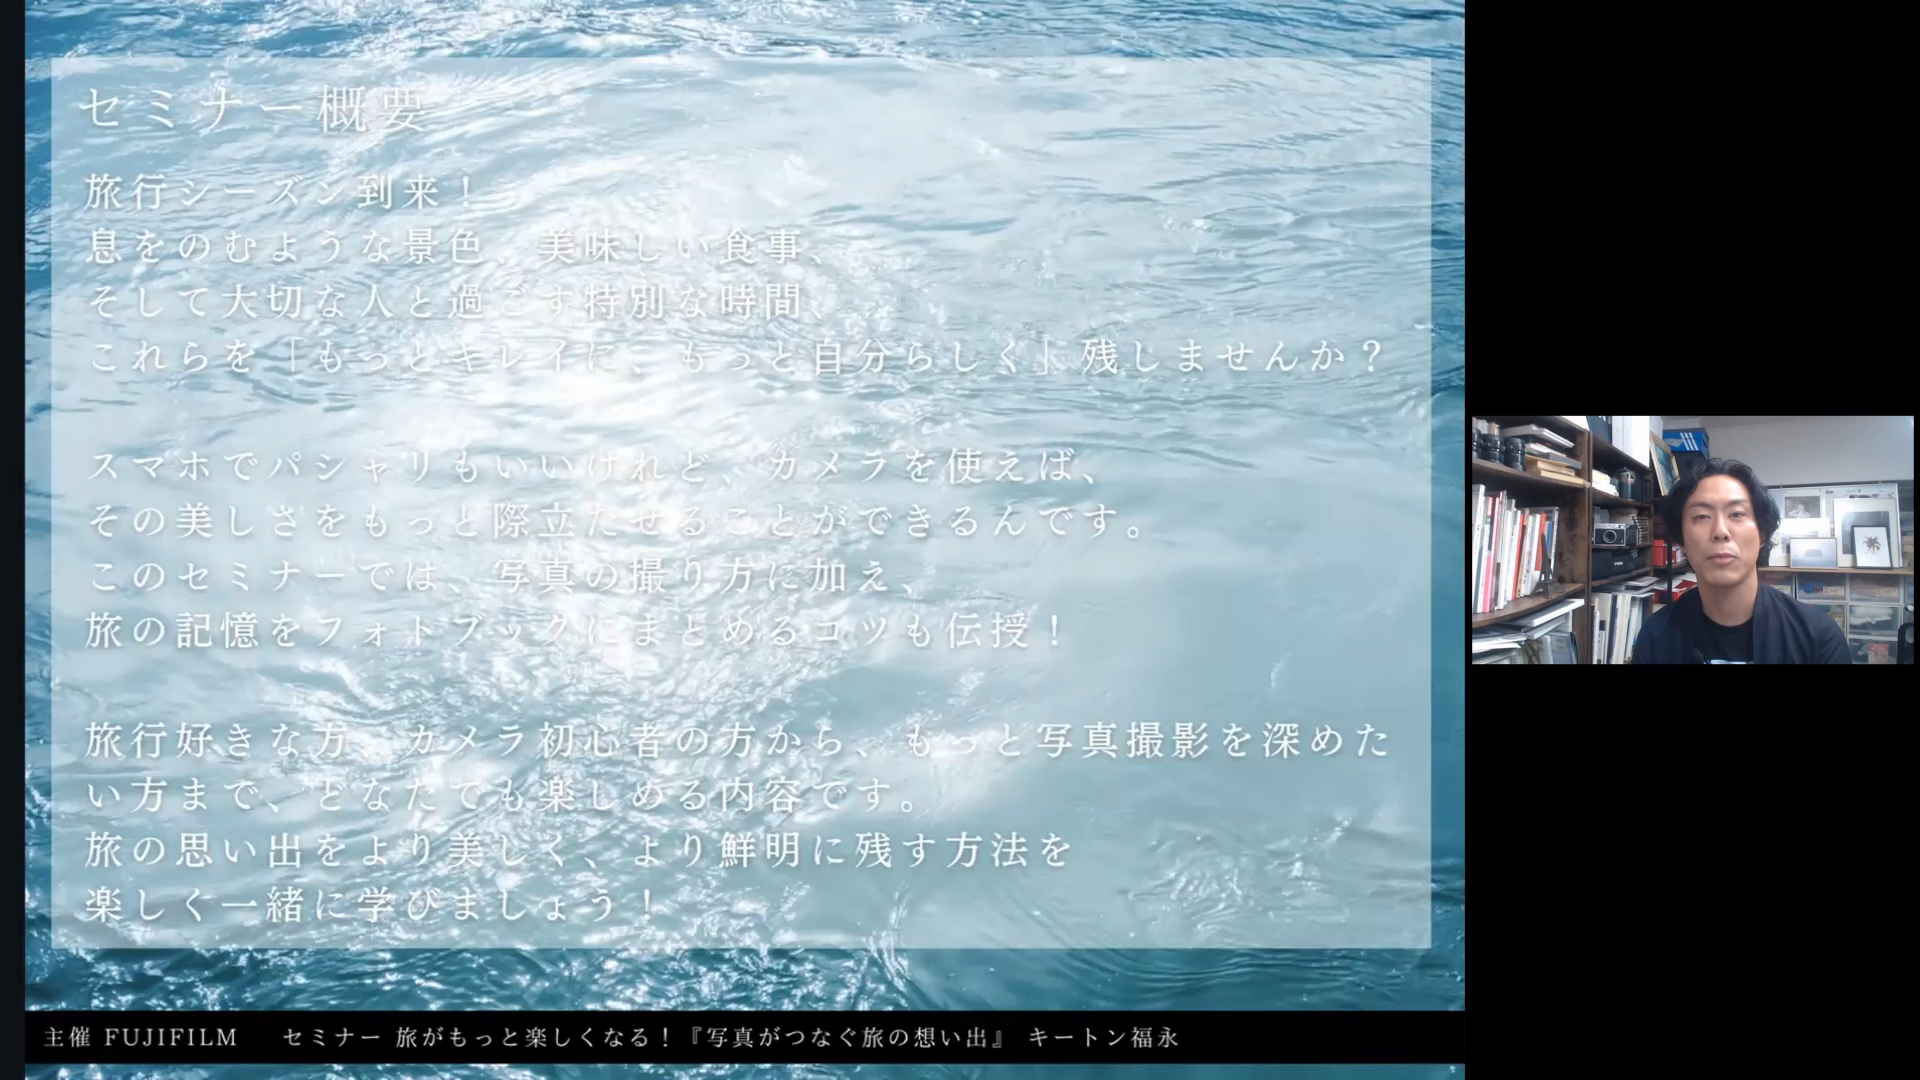 セミナー概要
旅行シーズン到来！
息をのむような景色、美味しい食事、
そして大切な人と過ごす特別な時間、
これらを「もっとキレイに、もっと自分らしく」残しませんか？
スマホでパシャリもいいけれど、カメラを使えば、
その美しさをもっと際立たせることができるんです。
このセミナーでは、写真の撮り方に加え、
旅の記憶をフォトブックにまとめるコツも伝授！
旅行好きな方、カメラ初心者の方から、もっと写真撮影を深めた
い方まで、どなたでも楽しめる内容です。
旅の思い出をより美しく、より鮮明に残す方法を
楽しく一緒に学びましょう！
主催 FUJIFILM セミナー 旅がもっと楽しくなる！『写真がつなぐ旅の想い出』 キートン福永